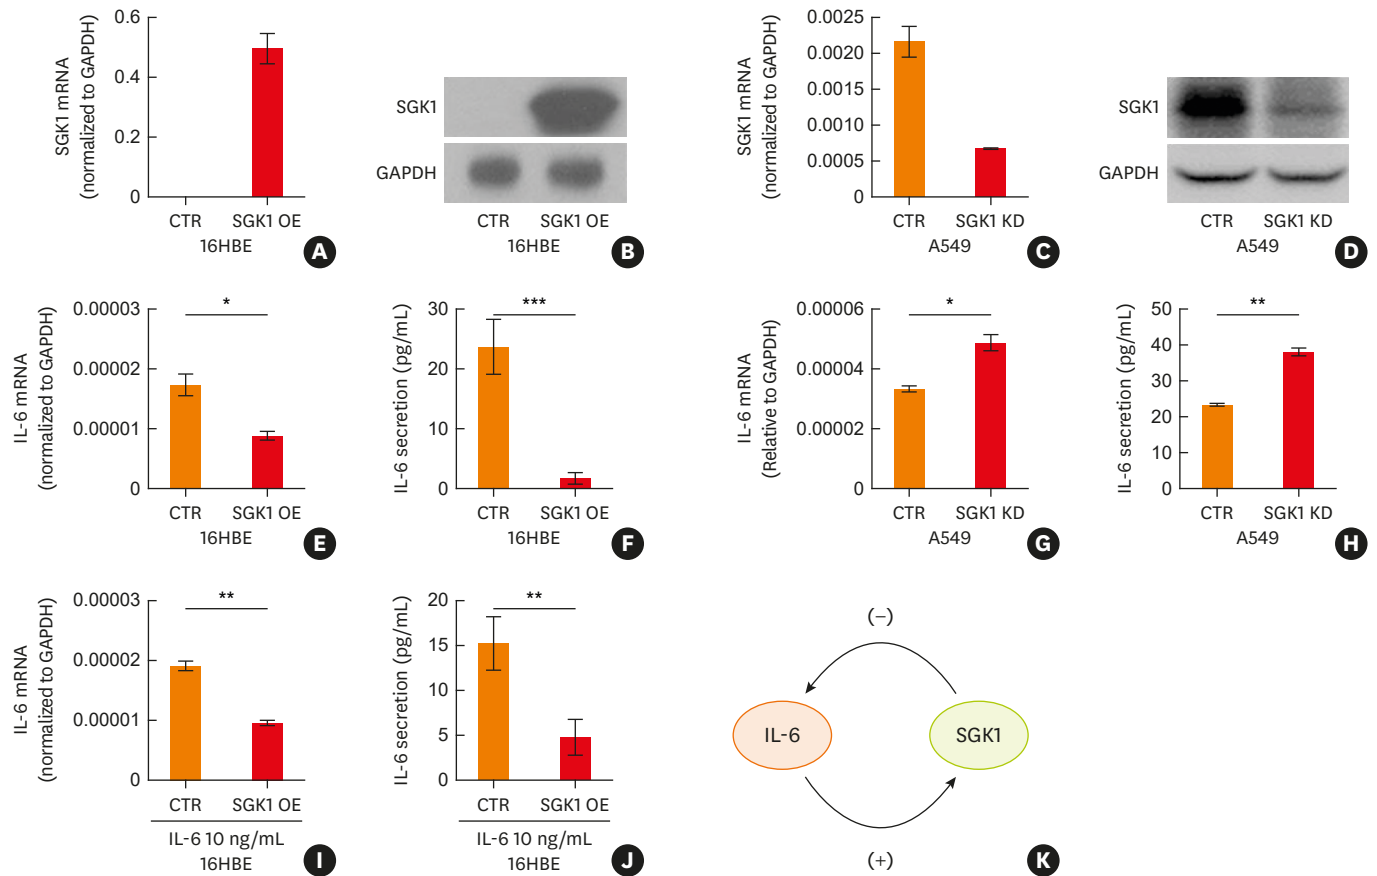 SGK1 mRNA
(normalized to GAPDH)
0.6
0.4
0.2
0
CTR SGK1 OE
16HBE
A
SGK1
GAPDH
CTR SGK1 OE
16HBE
B
SGK1 mRNA
(normalized to GAPDH)
0.0025
0.0020
0.0015
0.0010
0.0005
0
CTR SGK1 KD
A549
C
SGK1
GAPDH
CTR SGK1 KD
A549
D
IL-6 mRNA
(normalized to GAPDH)
0.00003
0.00002
0.00001
0
*
CTR SGK1 OE
16HBE
E
IL-6 secretion (pg/mL)
30
20
10
0
***
CTR SGK1 OE
16HBE
F
IL-6 mRNA
(Relative to GAPDH)
0.00006
0.00004
0.00002
0
*
CTR SGK1 KD
A549
G
IL-6 secretion (pg/mL)
50
40
30
20
10
0
**
CTR SGK1 KD
A549
H
IL-6 mRNA
(normalized to GAPDH)
0.00003
0.00002
0.00001
0
**
CTR SGK1 OE
IL-6 10 ng/mL
16HBE
I
IL-6 secretion (pg/mL)
20
15
10
5
0
**
CTR SGK1 OE
IL-6 10 ng/mL
16HBE
J
(−)
IL-6 SGK1
(+)
K